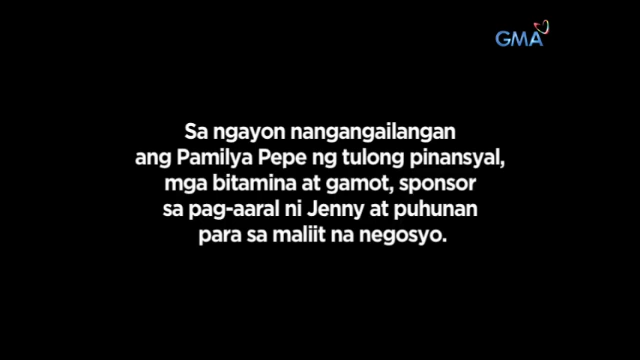 GMA
Sa ngayon nangangailangan
ang Pamilya Pepe ng tulong pinansyal,
mga bitamina at gamot, sponsor
sa pag-aaral ni Jenny at puhunan
para sa maliit na negosyo.